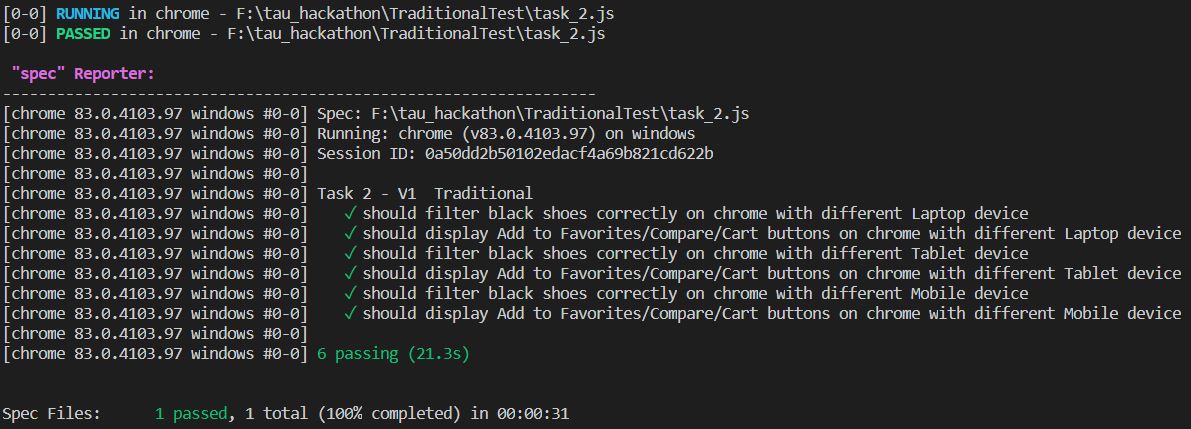 [0-0] RUNNING in chrome - F:\tau_hackathon\TraditionalTest\task_2.js
[0-0] PASSED in chrome - F:\tau_hackathon\TraditionalTest\task_2.js
"spec" Reporter:
------------------------------------------------------------------
[chrome 83.0.4103.97 windows #0-0] Spec: F:\tau_hackathon\TraditionalTest\task_2.js
[chrome 83.0.4103.97 windows #0-0] Running: chrome (v83.0.4103.97) on windows
[chrome 83.0.4103.97 windows #0-0] Session ID: 0a50dd2b50102edacf4a69b821cd622b
[chrome 83.0.4103.97 windows #0-0]
[chrome 83.0.4103.97 windows #0-0] Task 2 - V1  Traditional
[chrome 83.0.4103.97 windows #0-0]    ✓ should filter black shoes correctly on chrome with different Laptop device
[chrome 83.0.4103.97 windows #0-0]    ✓ should display Add to Favorites/Compare/Cart buttons on chrome with different Laptop device
[chrome 83.0.4103.97 windows #0-0]    ✓ should filter black shoes correctly on chrome with different Tablet device
[chrome 83.0.4103.97 windows #0-0]    ✓ should display Add to Favorites/Compare/Cart buttons on chrome with different Tablet device
[chrome 83.0.4103.97 windows #0-0]    ✓ should filter black shoes correctly on chrome with different Mobile device
[chrome 83.0.4103.97 windows #0-0]    ✓ should display Add to Favorites/Compare/Cart buttons on chrome with different Mobile device
[chrome 83.0.4103.97 windows #0-0]
[chrome 83.0.4103.97 windows #0-0] 6 passing (21.3s)
Spec Files:      1 passed, 1 total (100% completed) in 00:00:31